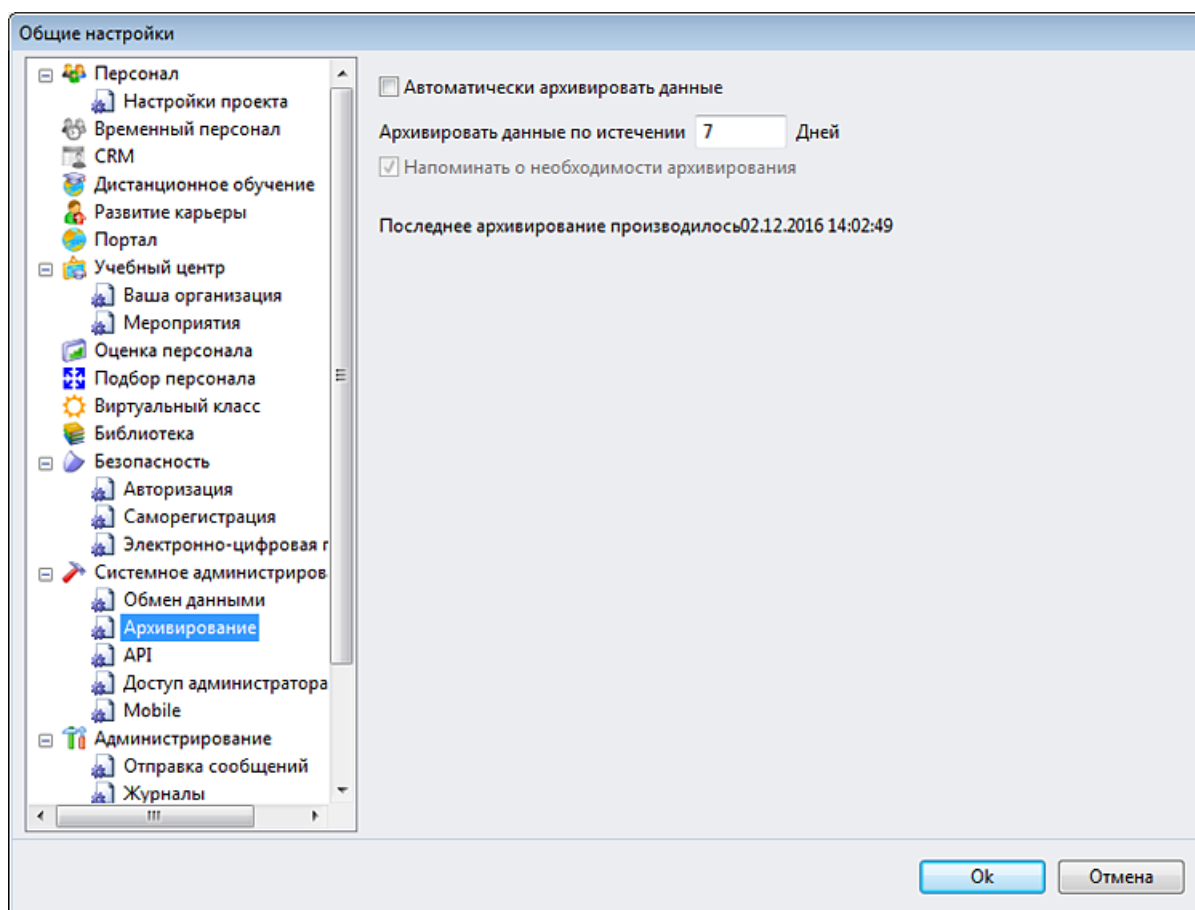 Общие настройки
Персонал
Настройки проекта
Временный персонал
CRM
Дистанционное обучение
Развитие карьеры
Портал
Учебный центр
Ваша организация
Мероприятия
Оценка персонала
Подбор персонала
Виртуальный класс
Библиотека
Безопасность
Авторизация
Саморегистрация
Электронно-цифровая г
Системное администриров
Обмен данными
Архивирование
API
Доступ администратора
Mobile
Администрирование
Отправка сообщений
Журналы
Автоматически архивировать данные
Архивировать данные по истечении 7 Дней
Напоминать о необходимости архивирования
Последнее архивирование производилось02.12.2016 14:02:49
Ok Отмена